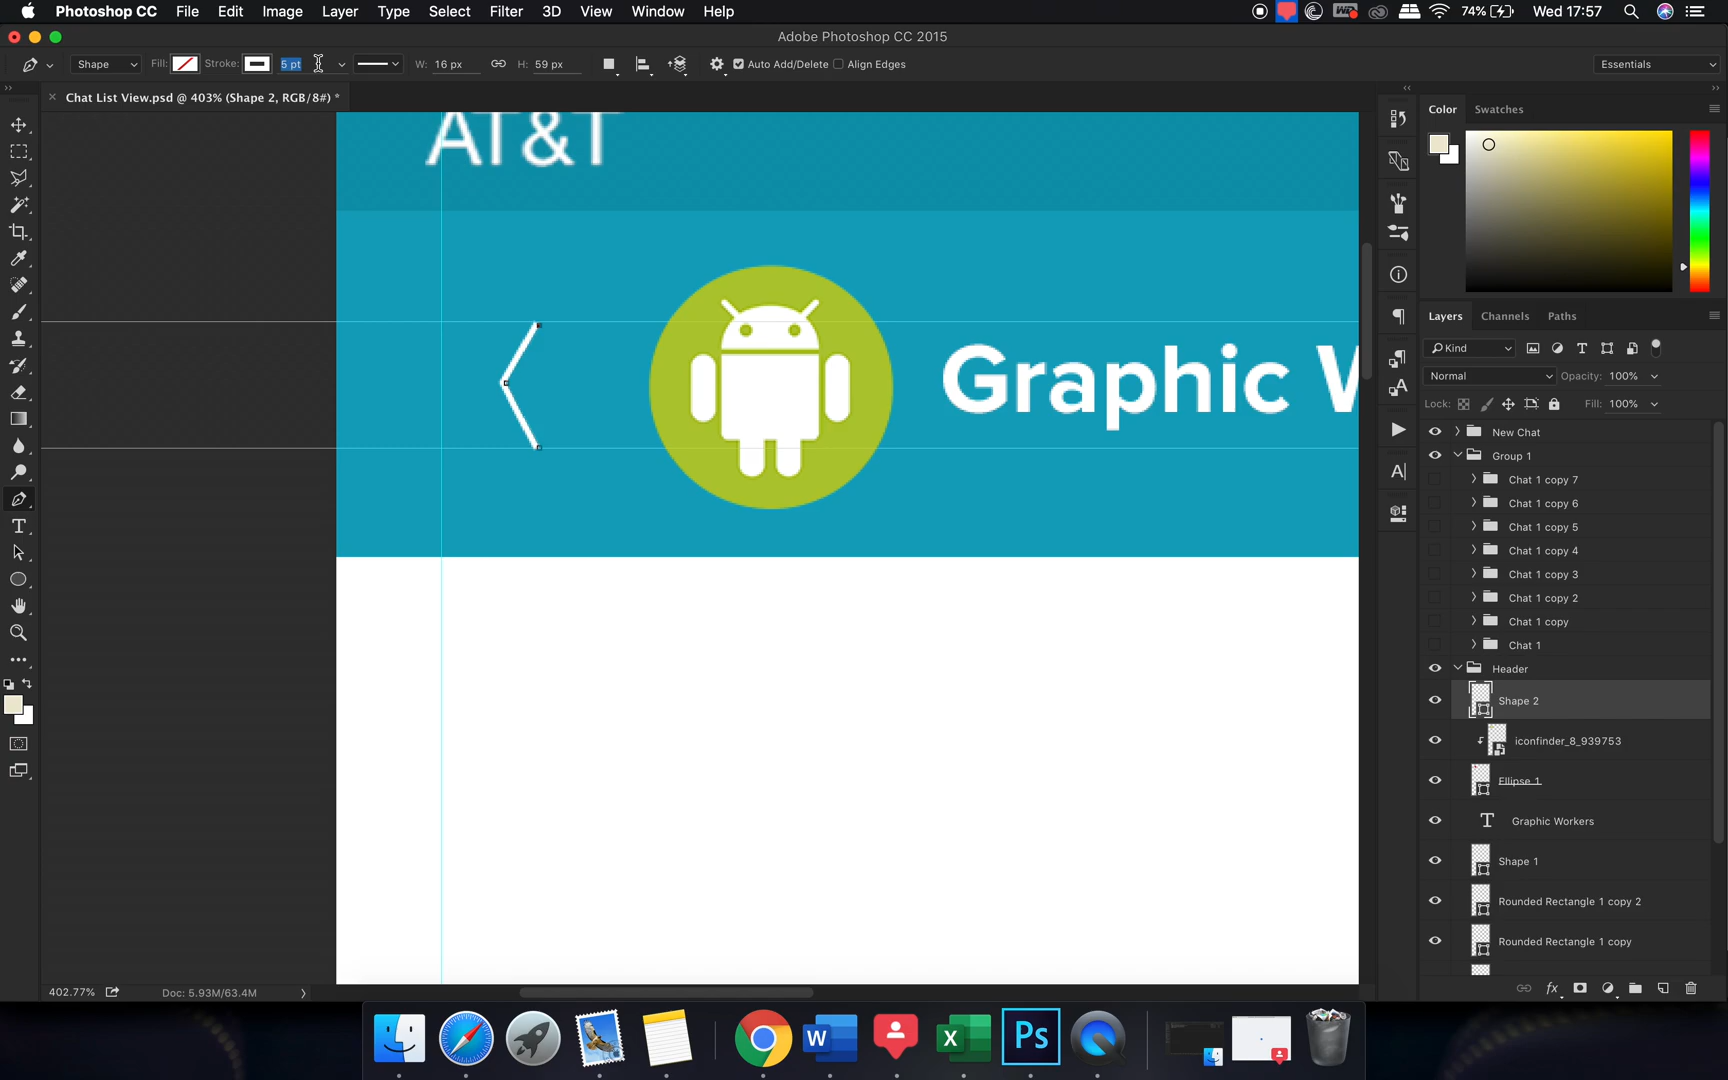 Photoshop CC File Edit Image Layer Type Select Filter 3D View Window Help 74% Wed 17:57
Adobe Photoshop CC 2015
Shape Fill: Stroke: 5 pt W: 16 px H: 59 px Auto Add/Delete Align Edges Essentials
Chat List View.psd @ 403% (Shape 2, RGB/8#) *
AT&T
Graphic W
Color Swatches
Layers Channels Paths
Kind
Normal Opacity: 100%
Lock: Fill: 100%
New Chat
Group 1
Chat 1 copy 7
Chat 1 copy 6
Chat 1 copy 5
Chat 1 copy 4
Chat 1 copy 3
Chat 1 copy 2
Chat 1 copy
Chat 1
Header
Shape 2
iconfinder_8_939753
Ellipse 1
Graphic Workers
Shape 1
Rounded Rectangle 1 copy 2
Rounded Rectangle 1 copy
402.77% Doc: 5.93M/63.4M
W X Ps